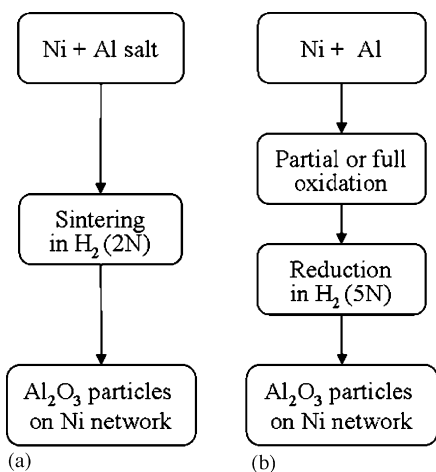 Ni + Al salt
Sintering
in H₂ (2N)
Al₂O₃ particles
on Ni network
(a)
Ni + Al
Partial or full
oxidation
Reduction
in H₂ (5N)
Al₂O₃ particles
on Ni network
(b)